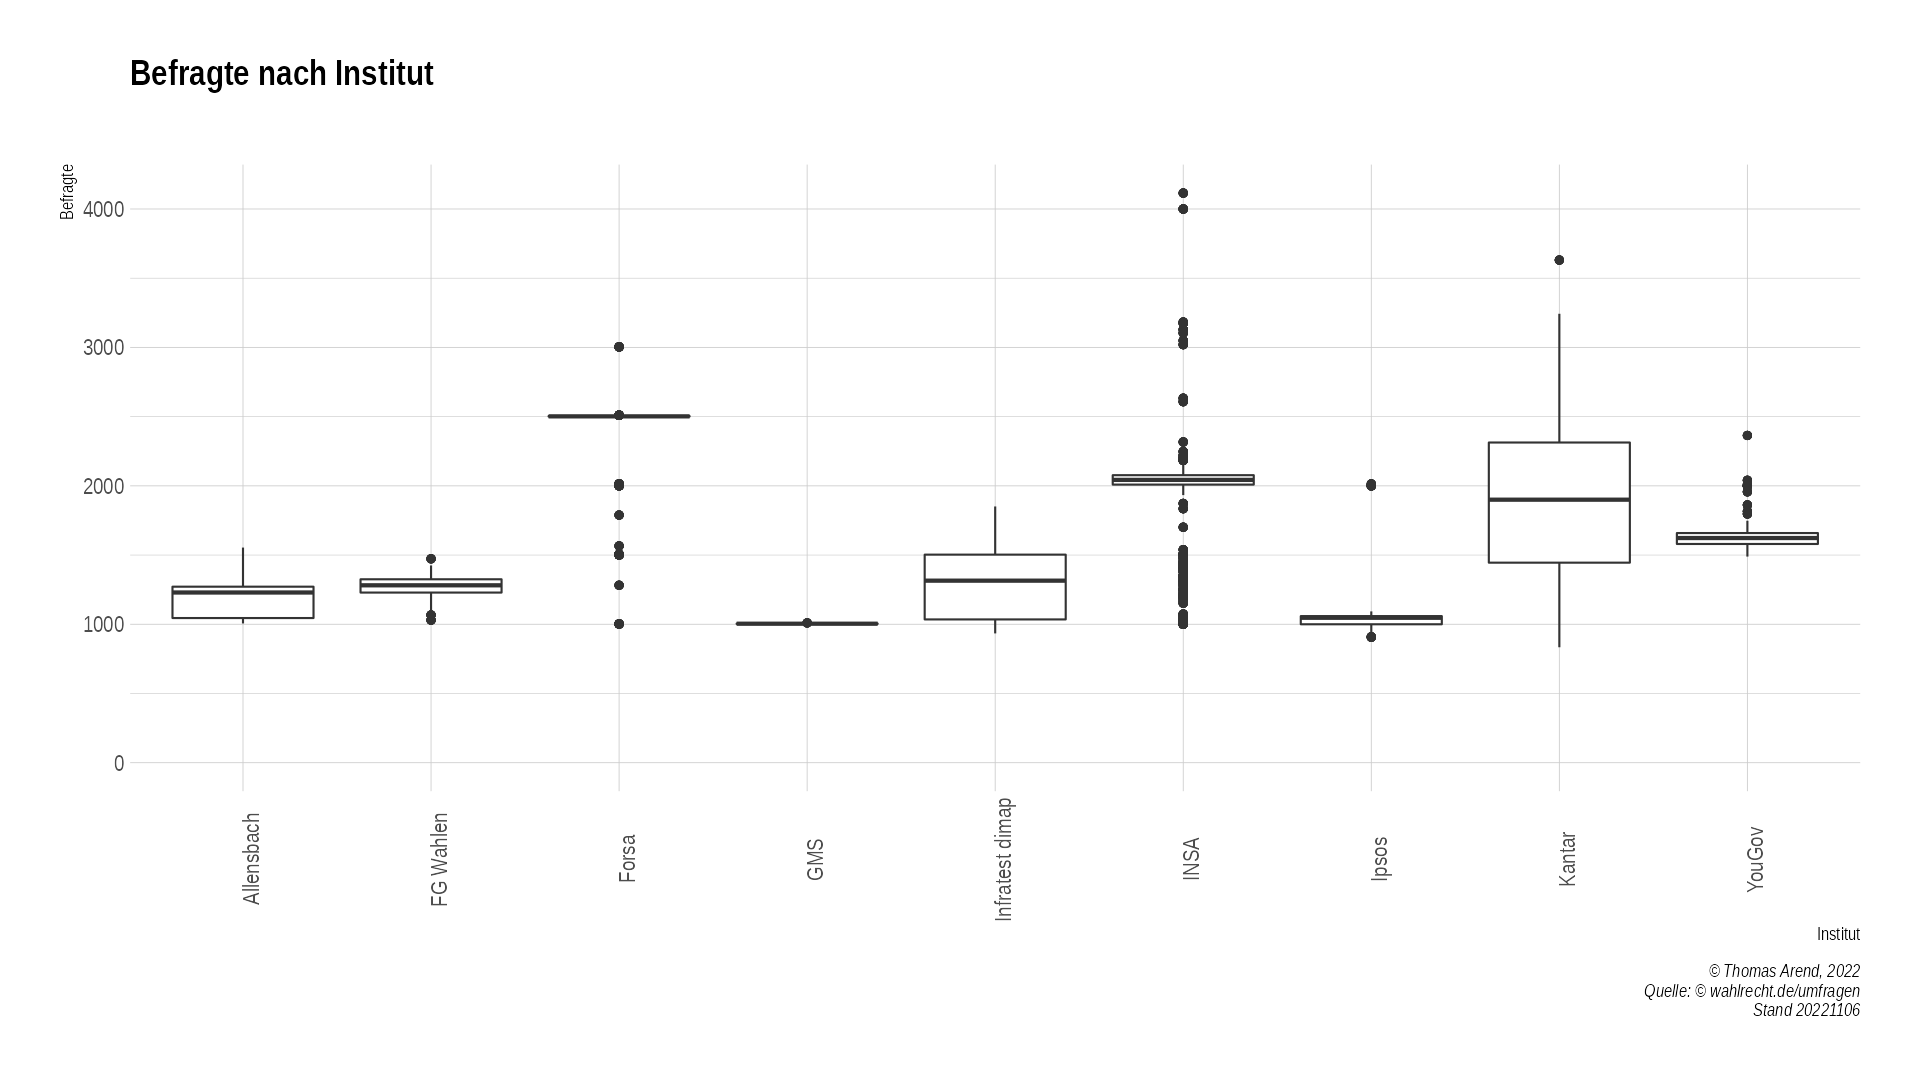 Befragte nach Institut
Befragte
4000
3000
2000
1000
0
Allensbach
FG Wahlen
Forsa
GMS
Infratest dimap
INSA
Ipsos
Kantar
YouGov
Institut
© Thomas Arend, 2022
Quelle: © wahlrecht.de/umfragen
Stand 20221106